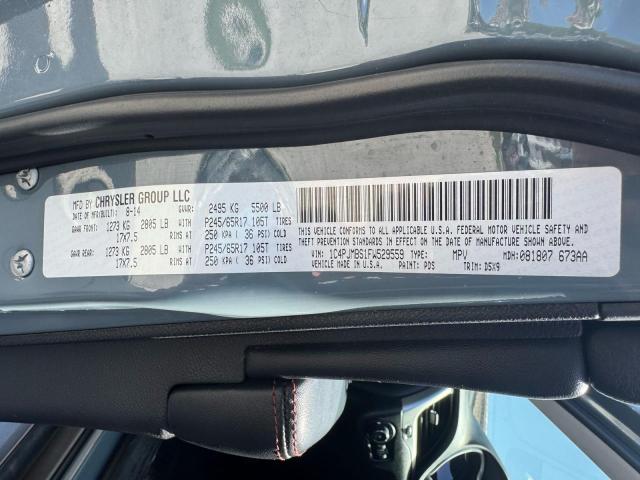 MFD BY CHRYSLER GROUP LLC
DATE OF MFR(BUILT): 8-14 GVWR: 2495 KG 5500 LB
GAWR FRONT: 1273 KG 2805 LB WITH P245/65R17 105T TIRES
17X7.5 RIMS AT 250 KPA ( 36 PSI) COLD
GAWR REAR: 1273 KG 2805 LB WITH P245/65R17 105T TIRES
17X7.5 RIMS AT 250 KPA ( 36 PSI) COLD
THIS VEHICLE CONFORMS TO ALL APPLICABLE U.S.A. FEDERAL MOTOR VEHICLE SAFETY AND
THEFT PREVENTION STANDARDS IN EFFECT ON THE DATE OF MANUFACTURE SHOWN ABOVE.
VIN: 1C4PJMBS1FW529559 TYPE: MPV MDH: 081807 673AA
VEHICLE MADE IN U.S.A. PAINT: PDS TRIM: D5X9